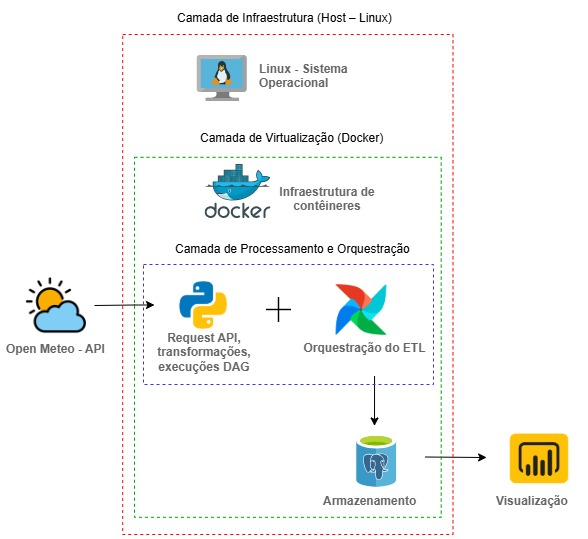 Camada de Infraestrutura (Host – Linux)
Linux - Sistema
Operacional
Camada de Virtualização (Docker)
docker
Infraestrutura de
contêineres
Camada de Processamento e Orquestração
Open Meteo - API
Request API,
transformações,
execuções DAG
Orquestração do ETL
Armazenamento
Visualização